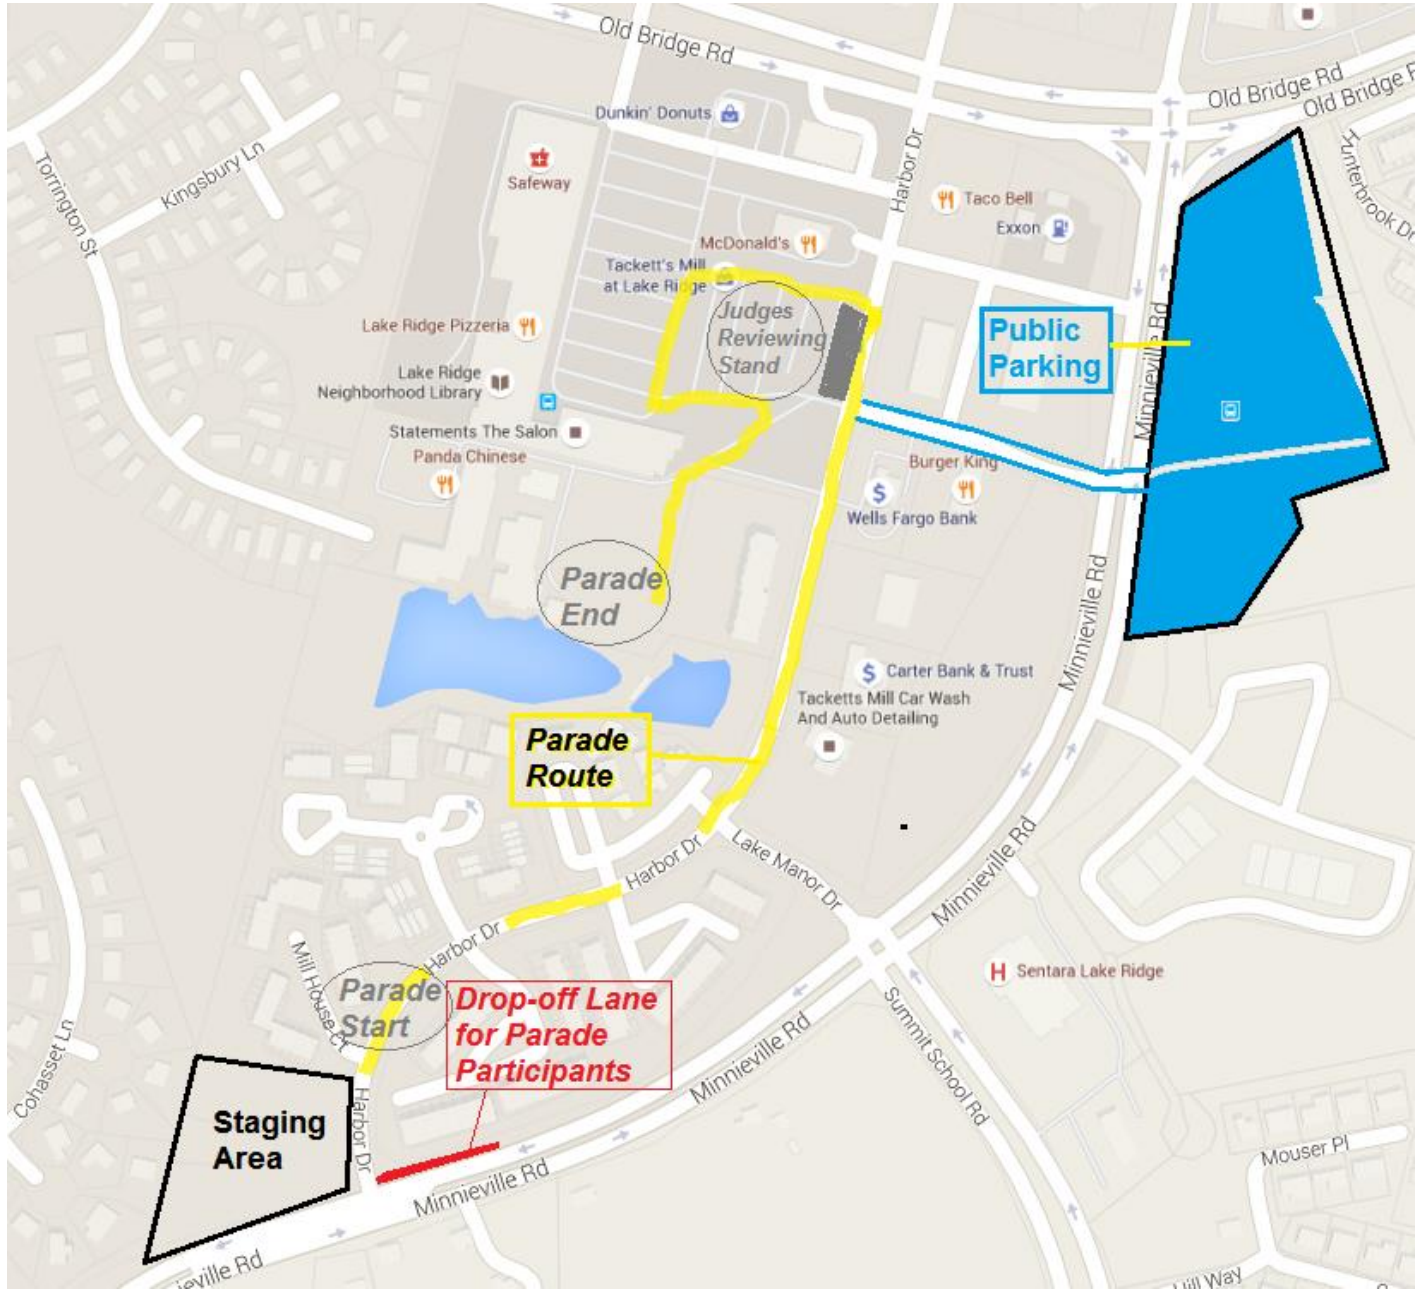 Old Bridge Rd
Old Bridge Rd
Old Bridge R
Dunkin' Donuts
Harbor Dr
Hunterbrook Dr
Torrington St
Kingsbury Ln
Safeway
Taco Bell
Exxon
McDonald's
Tackett's Mill
at Lake Ridge
Judges
Reviewing
Stand
Public
Parking
Minnieville Rd
Lake Ridge Pizzeria
Lake Ridge
Neighborhood Library
Statements The Salon
Panda Chinese
Burger King
Wells Fargo Bank
Parade
End
Minnieville Rd
Carter Bank & Trust
Tacketts Mill Car Wash
And Auto Detailing
Parade
Route
Harbor Dr
Lake Manor Dr
Minnieville Rd
Harbor Dr
Mill House Ct
Parade
Start
Drop-off Lane
for Parade
Participants
Sentara Lake Ridge
Summit School Rd
Minnieville Rd
Cohasset Ln
Staging
Area
Harbor Dr
Minnieville Rd
Mouser Pl
nieville Rd
Hill Way